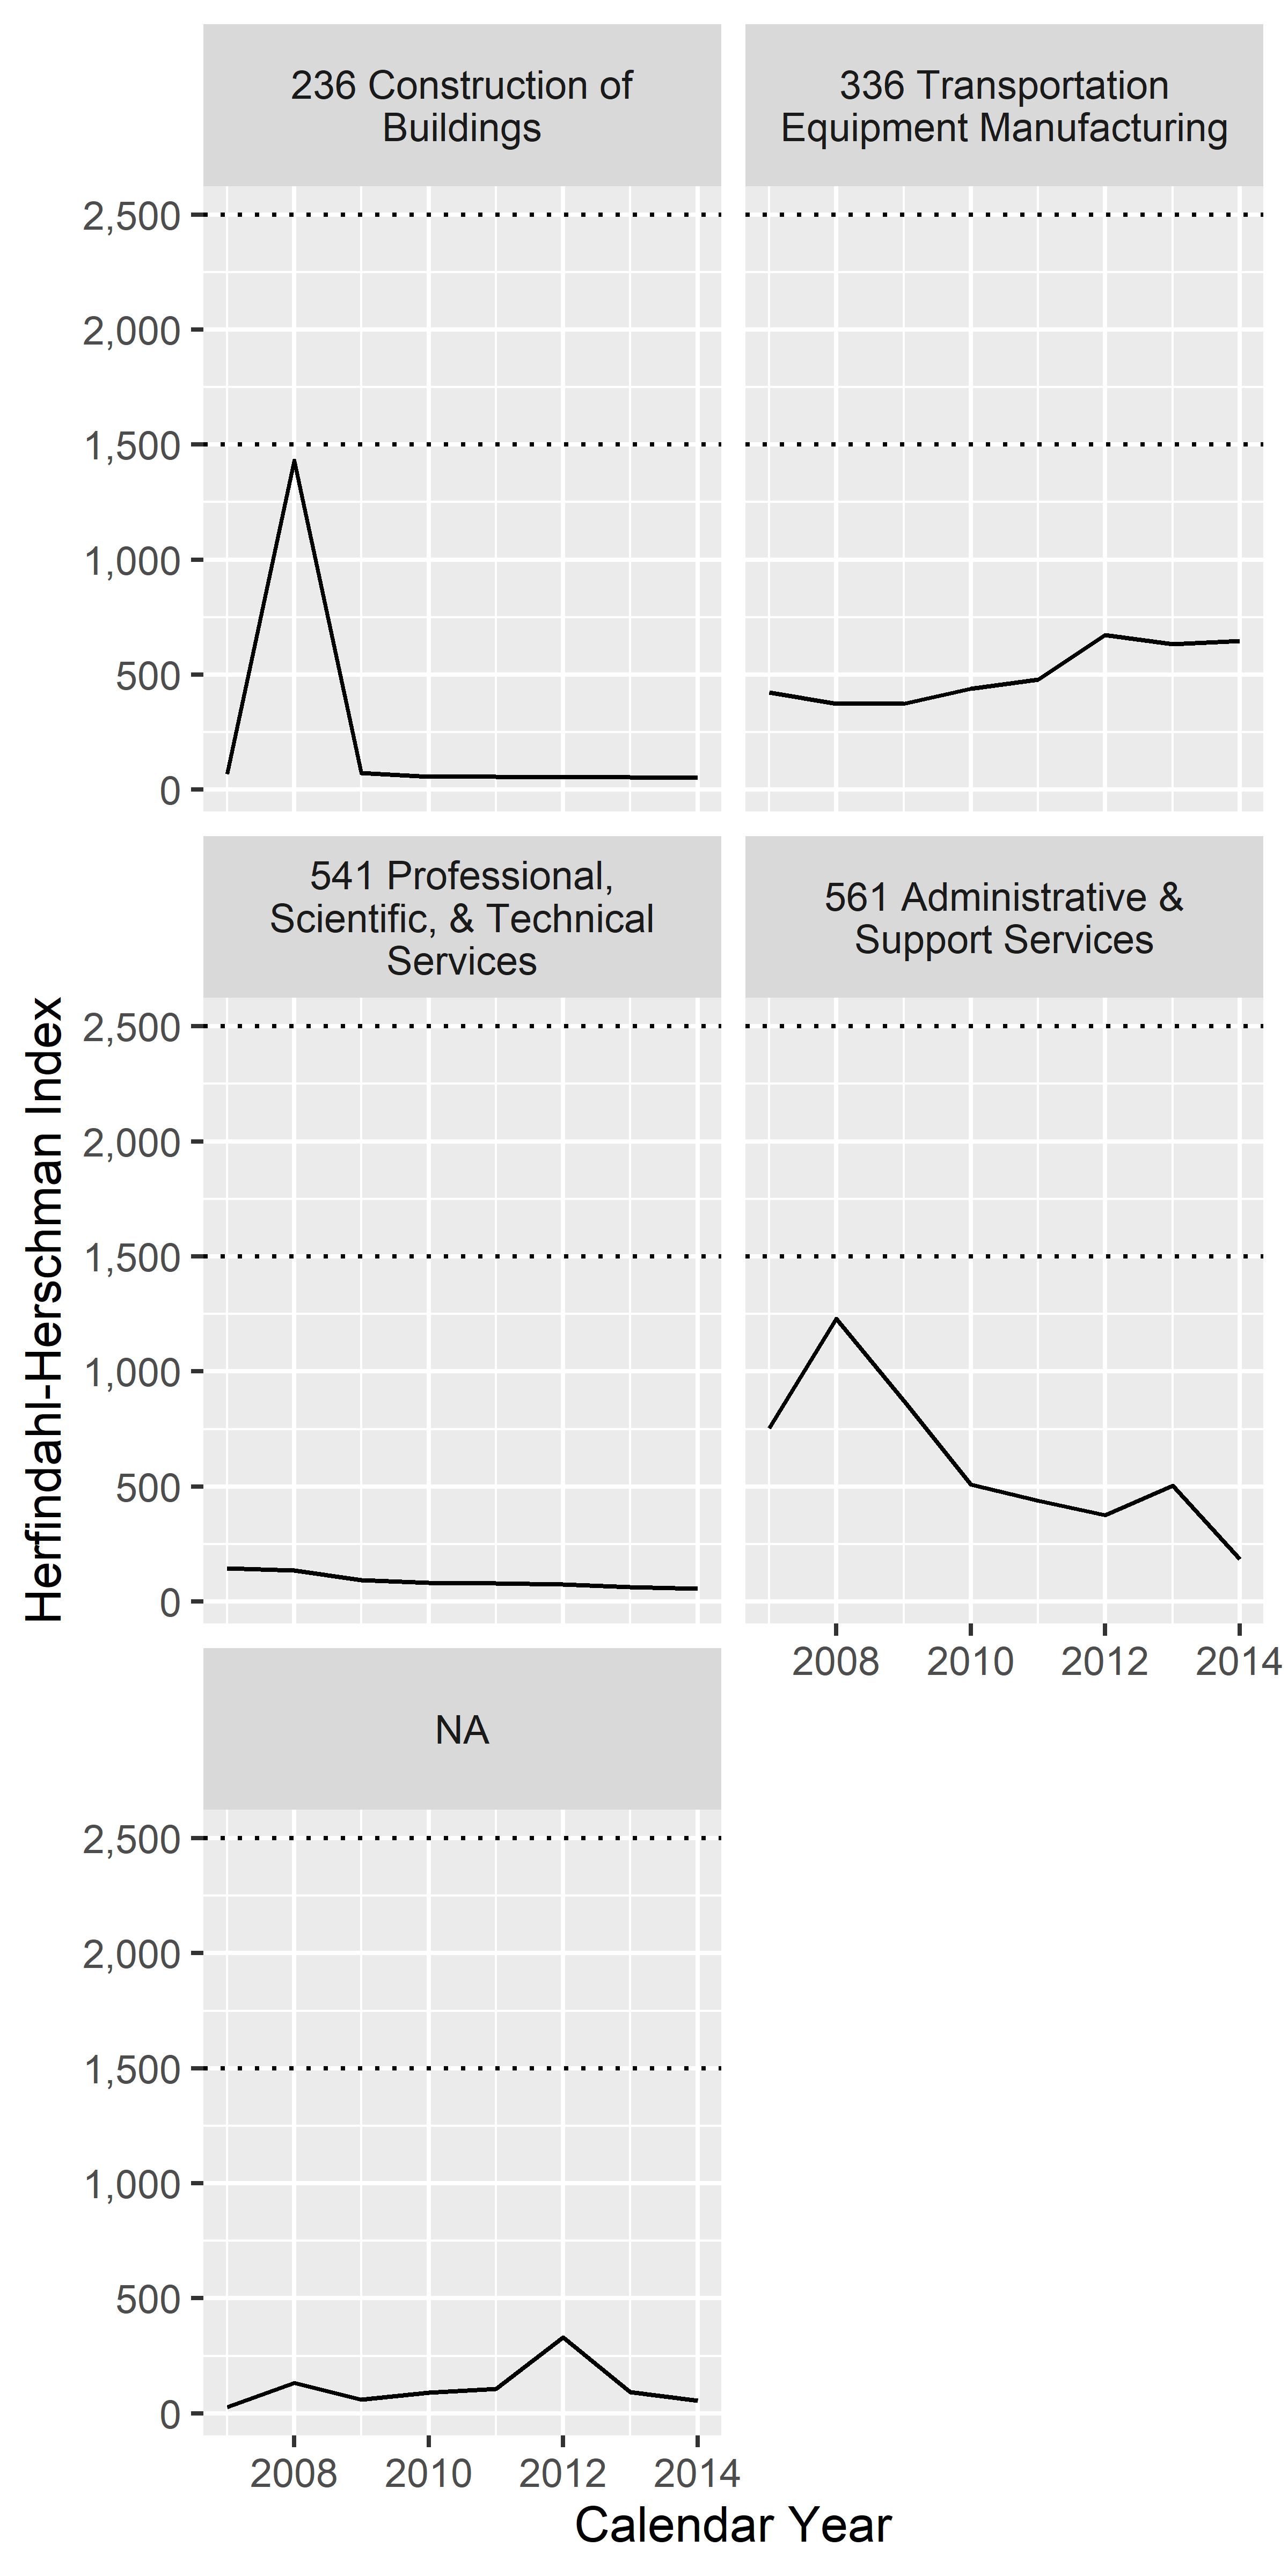 236 Construction of
Buildings
336 Transportation
Equipment Manufacturing
2,500
2,000
1,500
1,000
500
0
541 Professional,
Scientific, & Technical
Services
561 Administrative &
Support Services
2,500
2,000
1,500
1,000
500
0
2008 2010 2012 2014
NA
2,500
2,000
1,500
1,000
500
0
2008 2010 2012 2014
Calendar Year
Herfindahl-Herschman Index